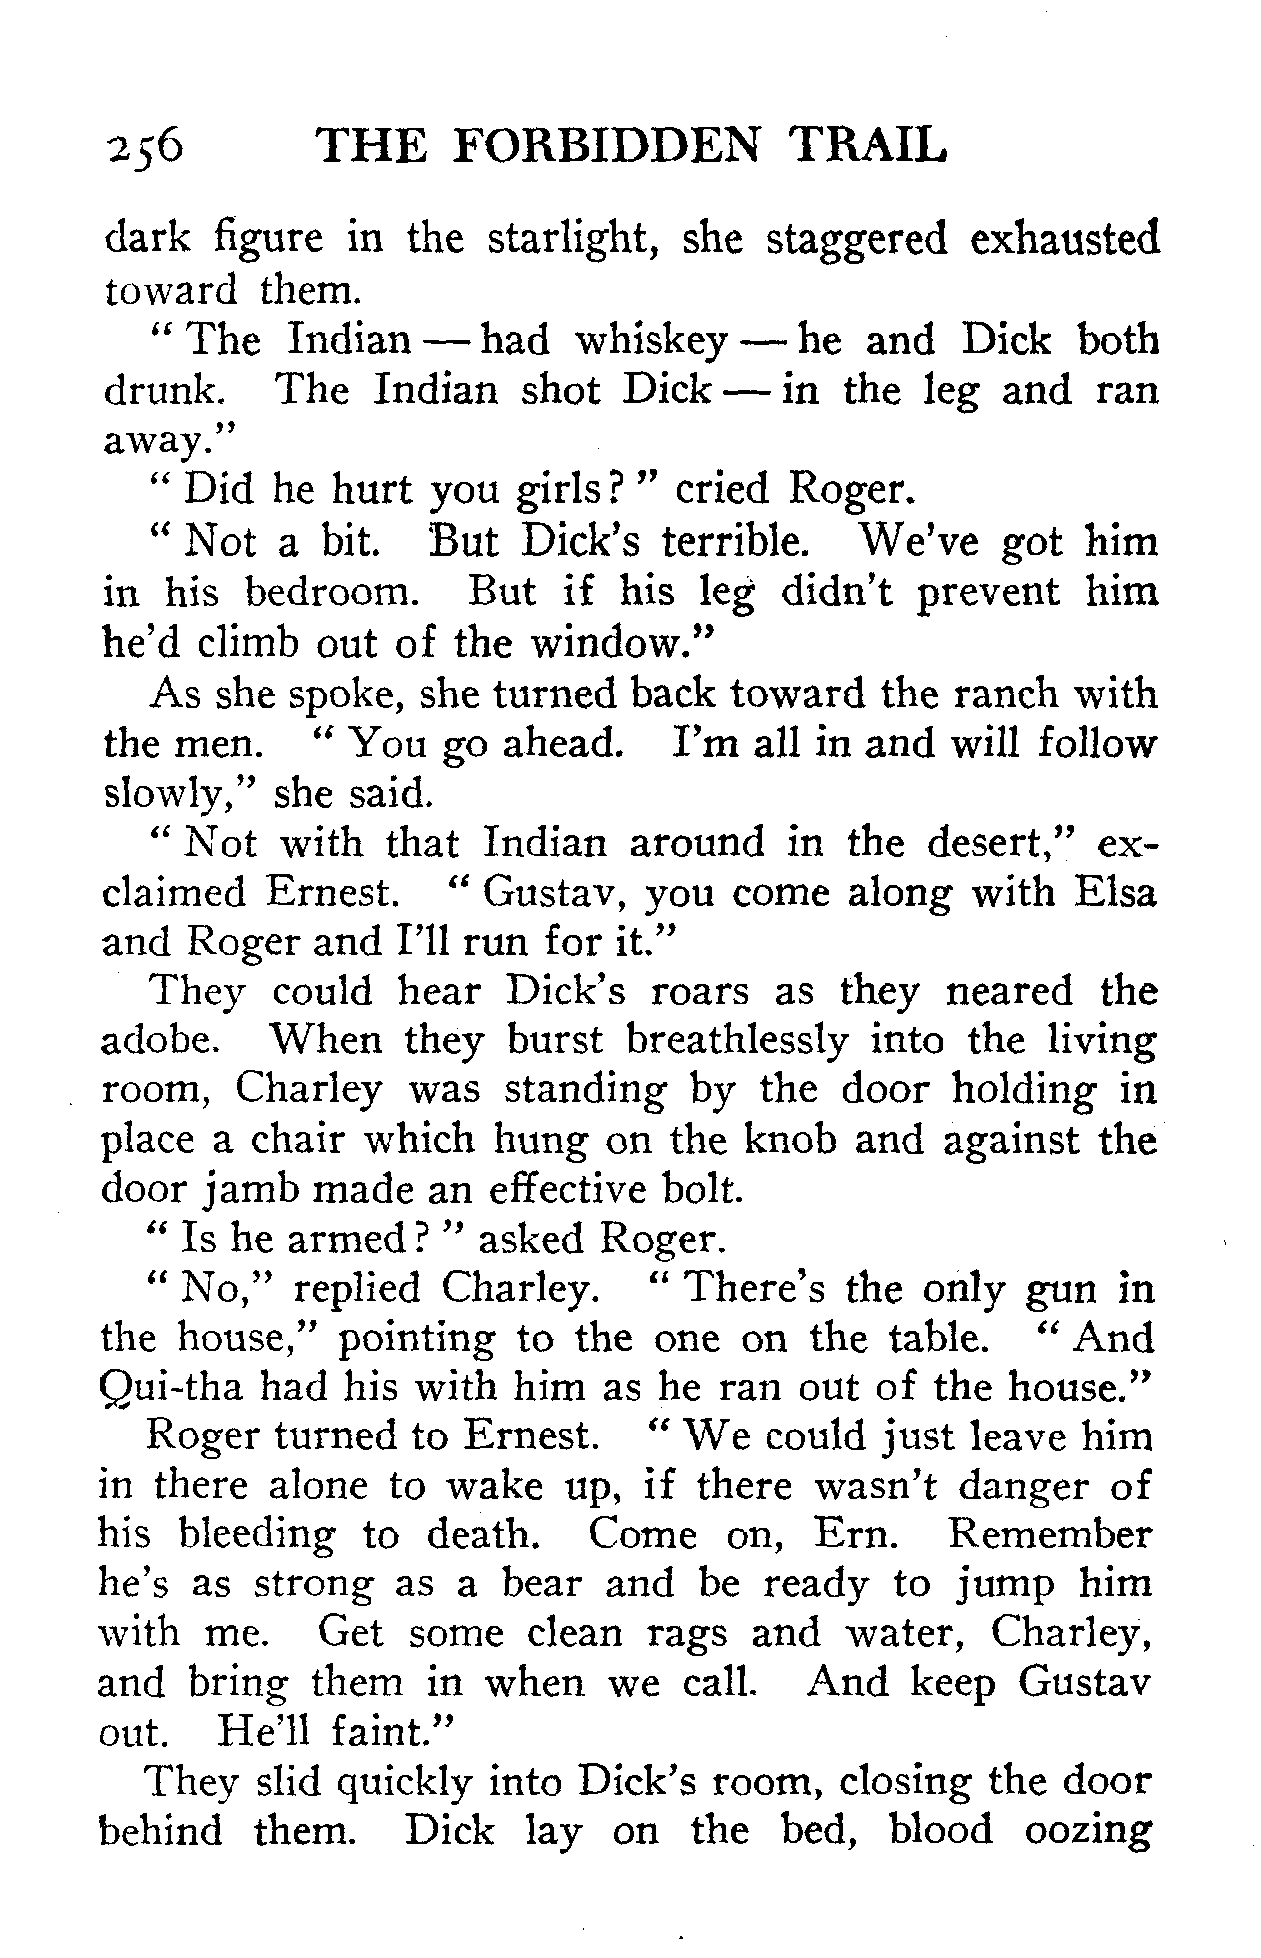 256 THE FORBIDDEN TRAIL
dark figure in the starlight, she staggered exhausted
toward them.
" The Indian — had whiskey — he and Dick both
drunk. The Indian shot Dick — in the leg and ran
away."
" Did he hurt you girls? " cried Roger.
" Not a bit. But Dick's terrible. We've got him
in his bedroom. But if his leg didn't prevent him
he'd climb out of the window."
As she spoke, she turned back toward the ranch with
the men. " You go ahead. I'm all in and will follow
slowly," she said.
" Not with that Indian around in the desert," ex-
claimed Ernest. " Gustav, you come along with Elsa
and Roger and I'll run for it."
They could hear Dick's roars as they neared the
adobe. When they burst breathlessly into the living
room, Charley was standing by the door holding in
place a chair which hung on the knob and against the
door jamb made an effective bolt.
" Is he armed? " asked Roger.
" No," replied Charley. " There's the only gun in
the house," pointing to the one on the table. " And
Qui-tha had his with him as he ran out of the house."
Roger turned to Ernest. " We could just leave him
in there alone to wake up, if there wasn't danger of
his bleeding to death. Come on, Ern. Remember
he's as strong as a bear and be ready to jump him
with me. Get some clean rags and water, Charley,
and bring them in when we call. And keep Gustav
out. He'll faint."
They slid quickly into Dick's room, closing the door
behind them. Dick lay on the bed, blood oozing